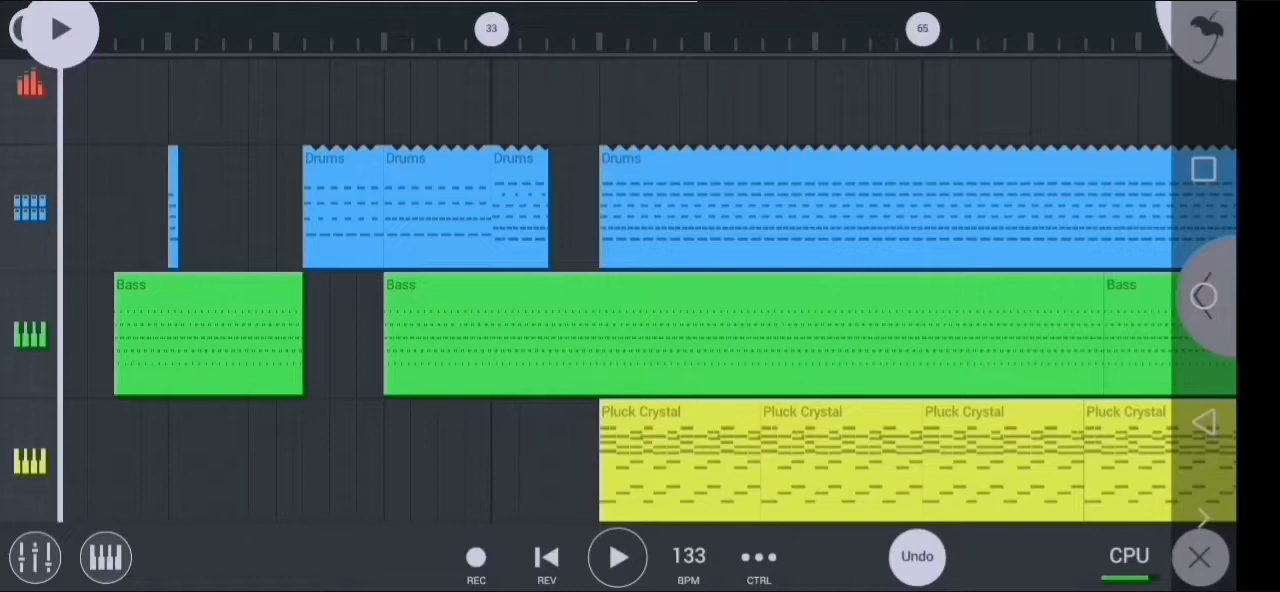 33
65
Drums
Drums
Drums
Drums
Bass
Bass
Bass
Pluck Crystal
Pluck Crystal
Pluck Crystal
Pluck Crystal
133
Undo
CPU
REC
REV
BPM
CTRL